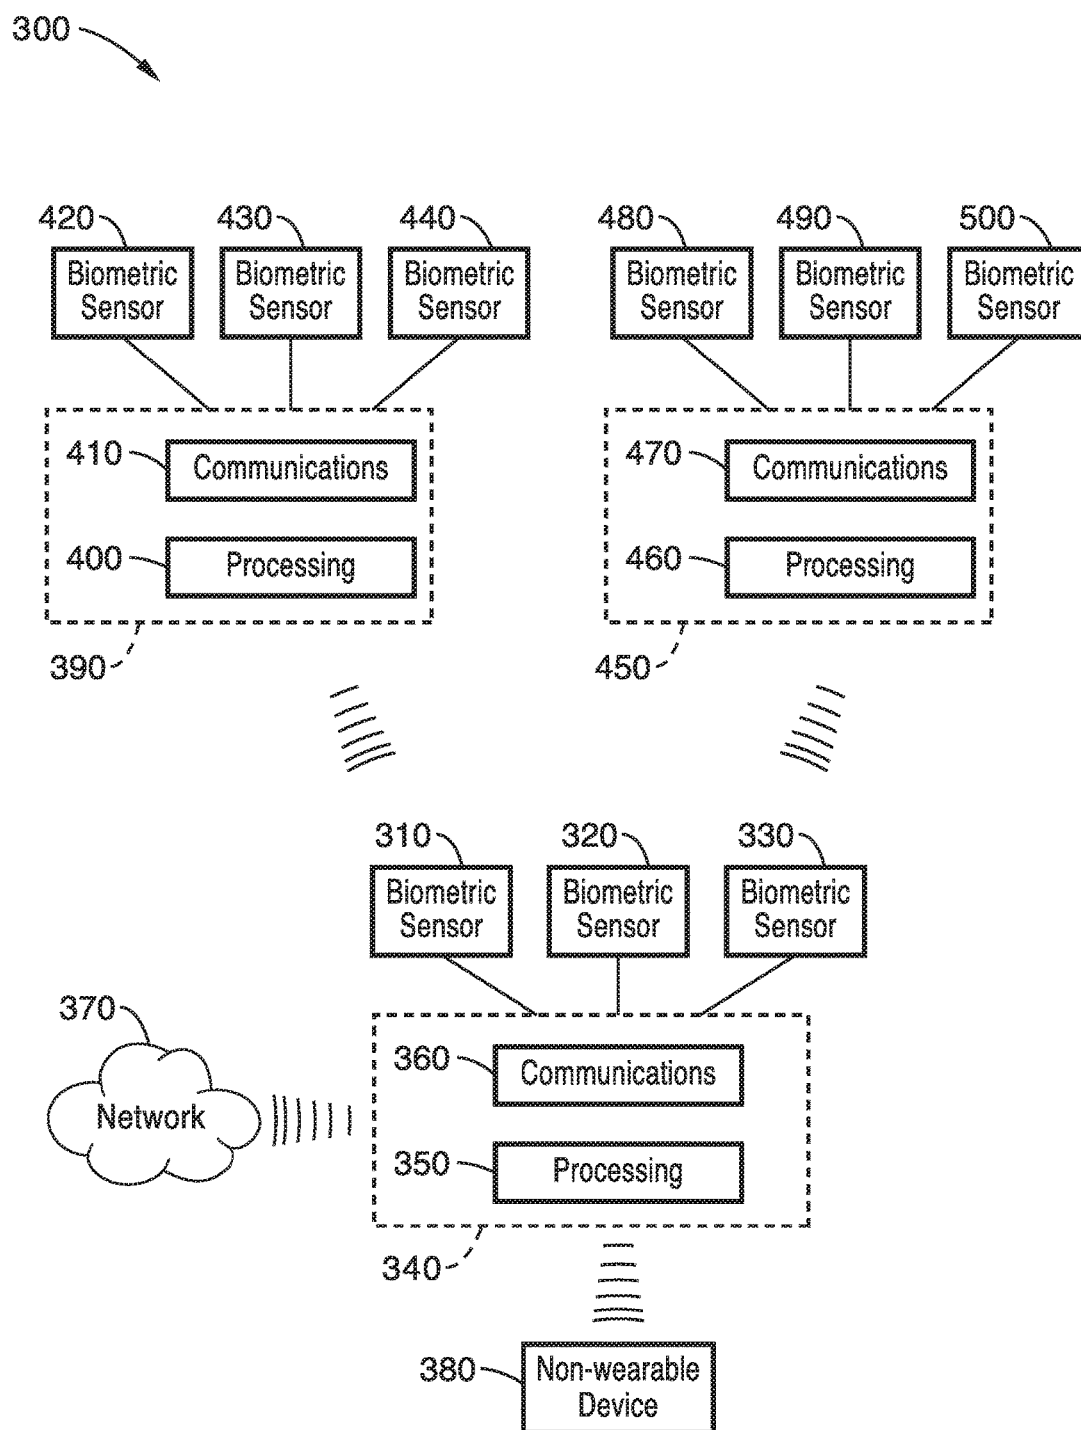 300
420 430 440 480 490 500
Biometric Biometric Biometric Biometric Biometric Biometric
Sensor Sensor Sensor Sensor Sensor Sensor
410 Communications 470 Communications
400 Processing 460 Processing
390 450
310 320 330
Biometric Biometric Biometric
Sensor Sensor Sensor
370
360 Communications
Network
350 Processing
340
380 Non-wearable
Device